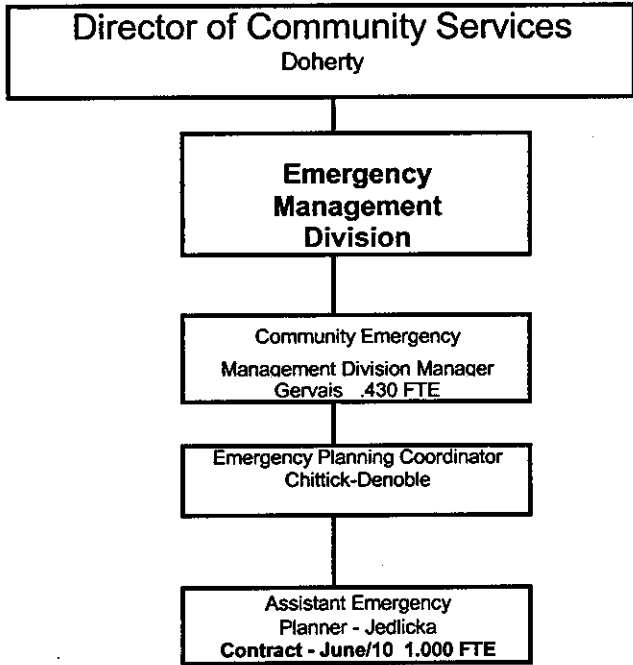 Director of Community Services
Doherty
Emergency
Management
Division
Community Emergency
Management Division Manager
Gervais .430 FTE
Emergency Planning Coordinator
Chittick-Denoble
Assistant Emergency
Planner - Jedlicka
Contract - June/10 1.000 FTE